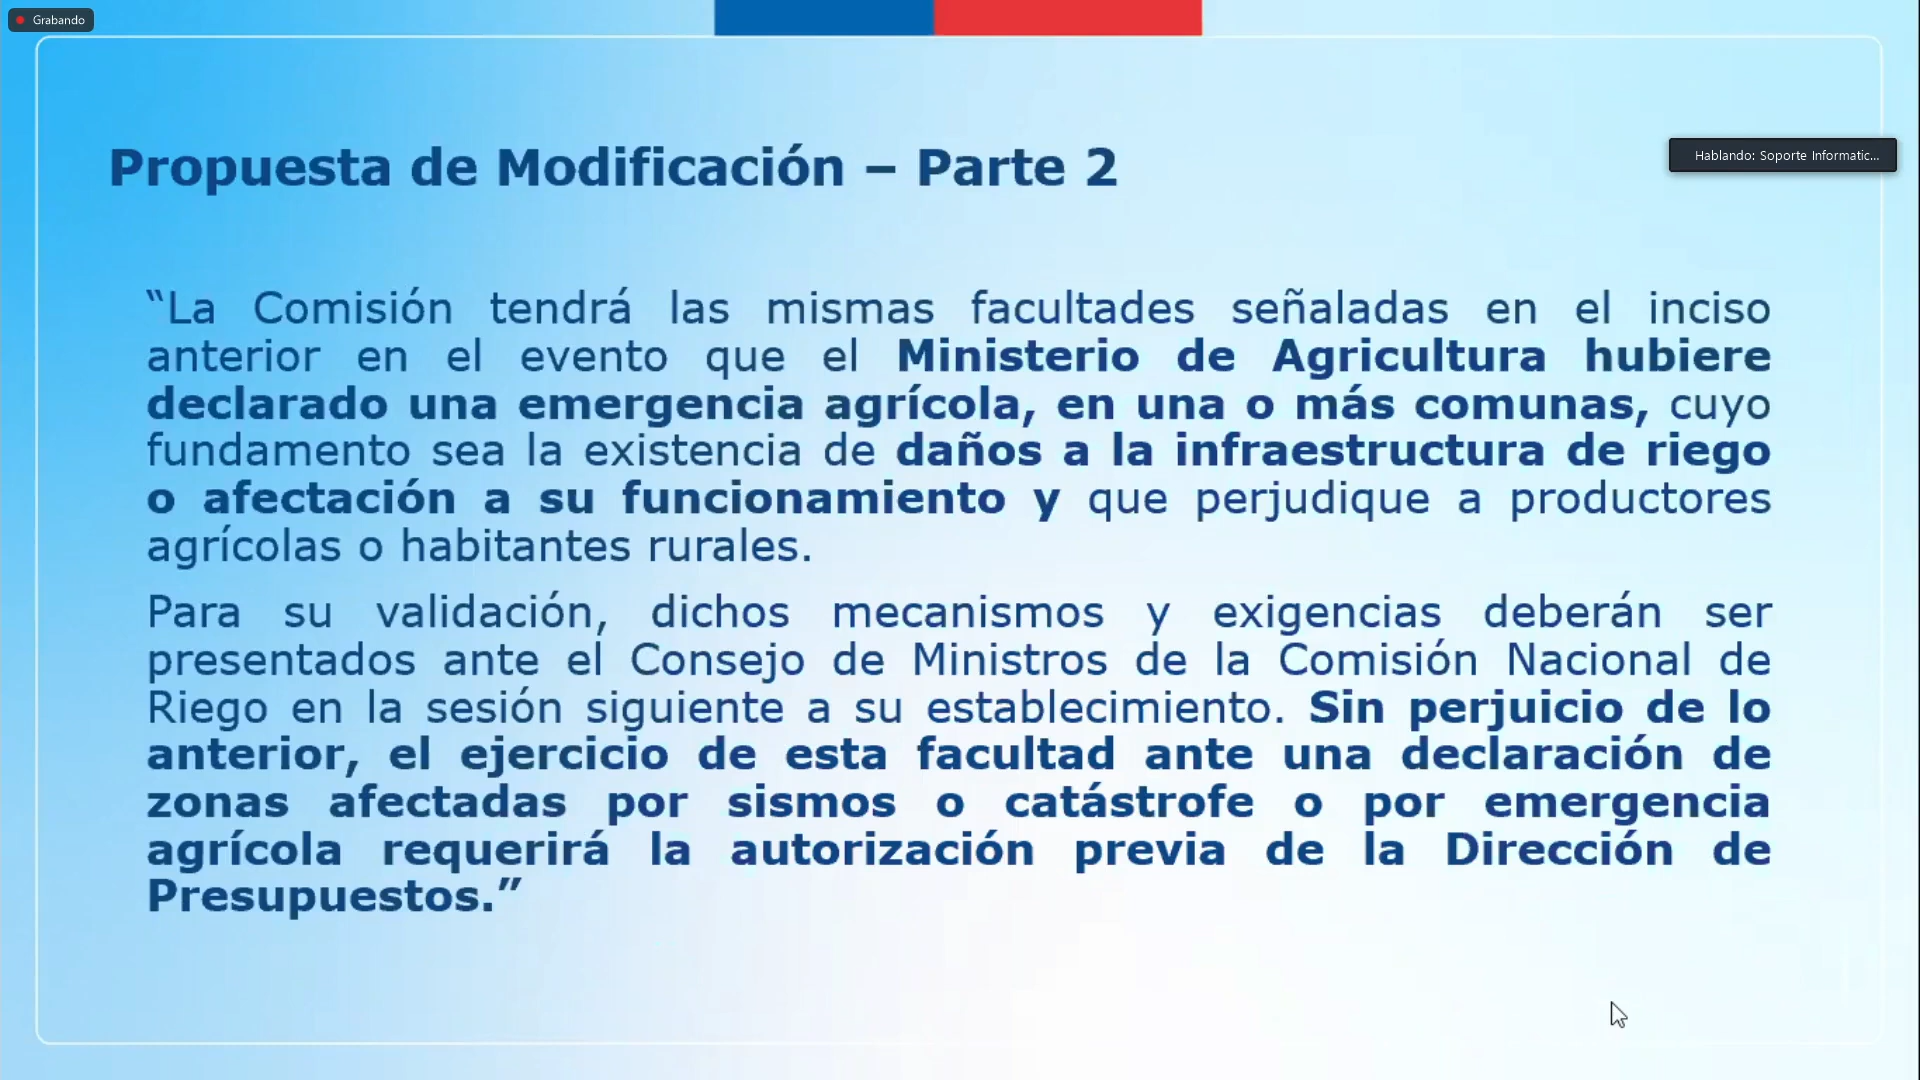 Grabando
Propuesta de Modificación – Parte 2
Hablando: Soporte Informatic...
“La Comisión tendrá las mismas facultades señaladas en el inciso
anterior en el evento que el Ministerio de Agricultura hubiere
declarado una emergencia agrícola, en una o más comunas, cuyo
fundamento sea la existencia de daños a la infraestructura de riego
o afectación a su funcionamiento y que perjudique a productores
agrícolas o habitantes rurales.
Para su validación, dichos mecanismos y exigencias deberán ser
presentados ante el Consejo de Ministros de la Comisión Nacional de
Riego en la sesión siguiente a su establecimiento. Sin perjuicio de lo
anterior, el ejercicio de esta facultad ante una declaración de
zonas afectadas por sismos o catástrofe o por emergencia
agrícola requerirá la autorización previa de la Dirección de
Presupuestos.”